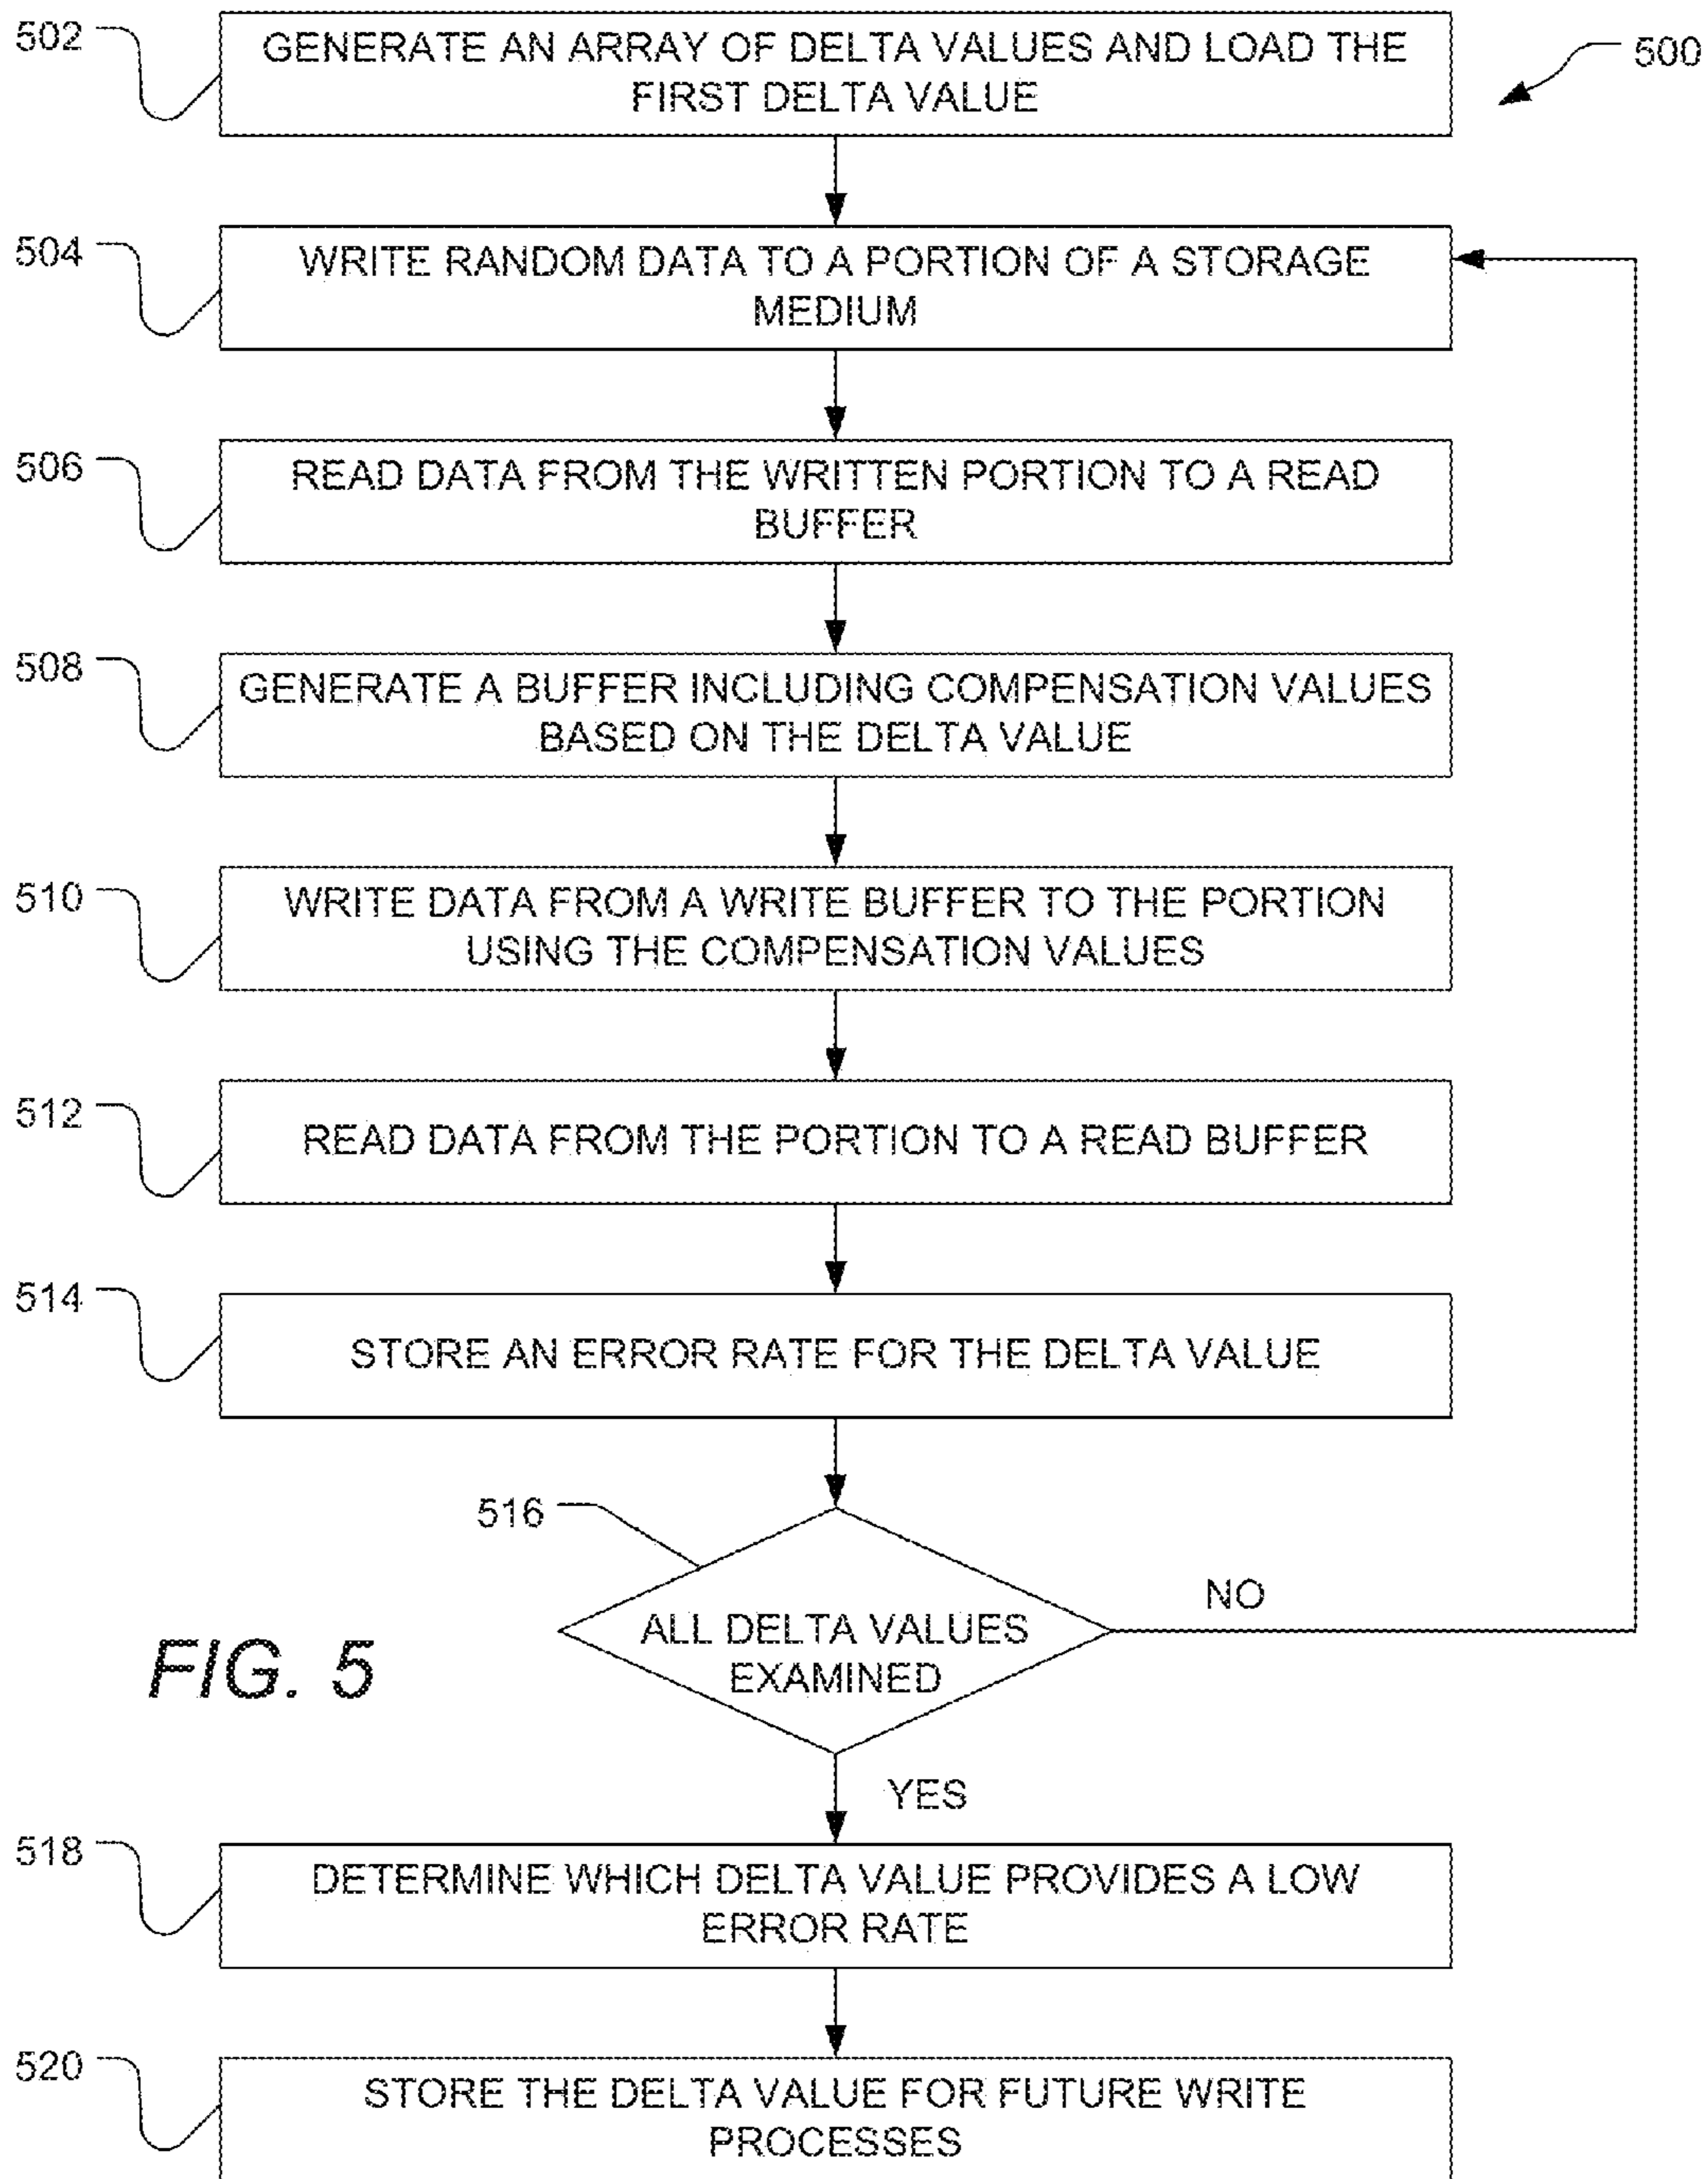 502
GENERATE AN ARRAY OF DELTA VALUES AND LOAD THE
FIRST DELTA VALUE
500
504
WRITE RANDOM DATA TO A PORTION OF A STORAGE
MEDIUM
506
READ DATA FROM THE WRITTEN PORTION TO A READ
BUFFER
508
GENERATE A BUFFER INCLUDING COMPENSATION VALUES
BASED ON THE DELTA VALUE
510
WRITE DATA FROM A WRITE BUFFER TO THE PORTION
USING THE COMPENSATION VALUES
512
READ DATA FROM THE PORTION TO A READ BUFFER
514
STORE AN ERROR RATE FOR THE DELTA VALUE
516
ALL DELTA VALUES
EXAMINED
NO
FIG. 5
YES
518
DETERMINE WHICH DELTA VALUE PROVIDES A LOW
ERROR RATE
520
STORE THE DELTA VALUE FOR FUTURE WRITE
PROCESSES